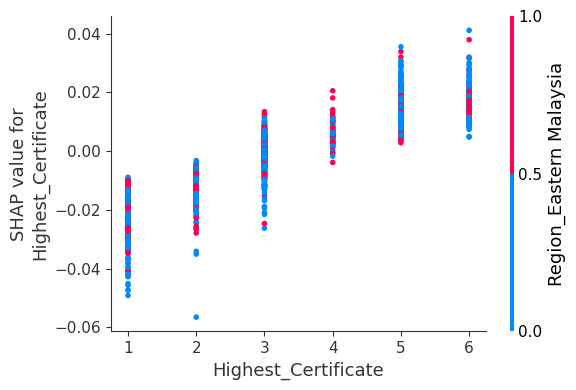 0.04
0.02
0.00
−0.02
−0.04
−0.06
SHAP value for
Highest_Certificate
1 2 3 4 5 6
Highest_Certificate
1.0
0.5
0.0
Region_Eastern Malaysia